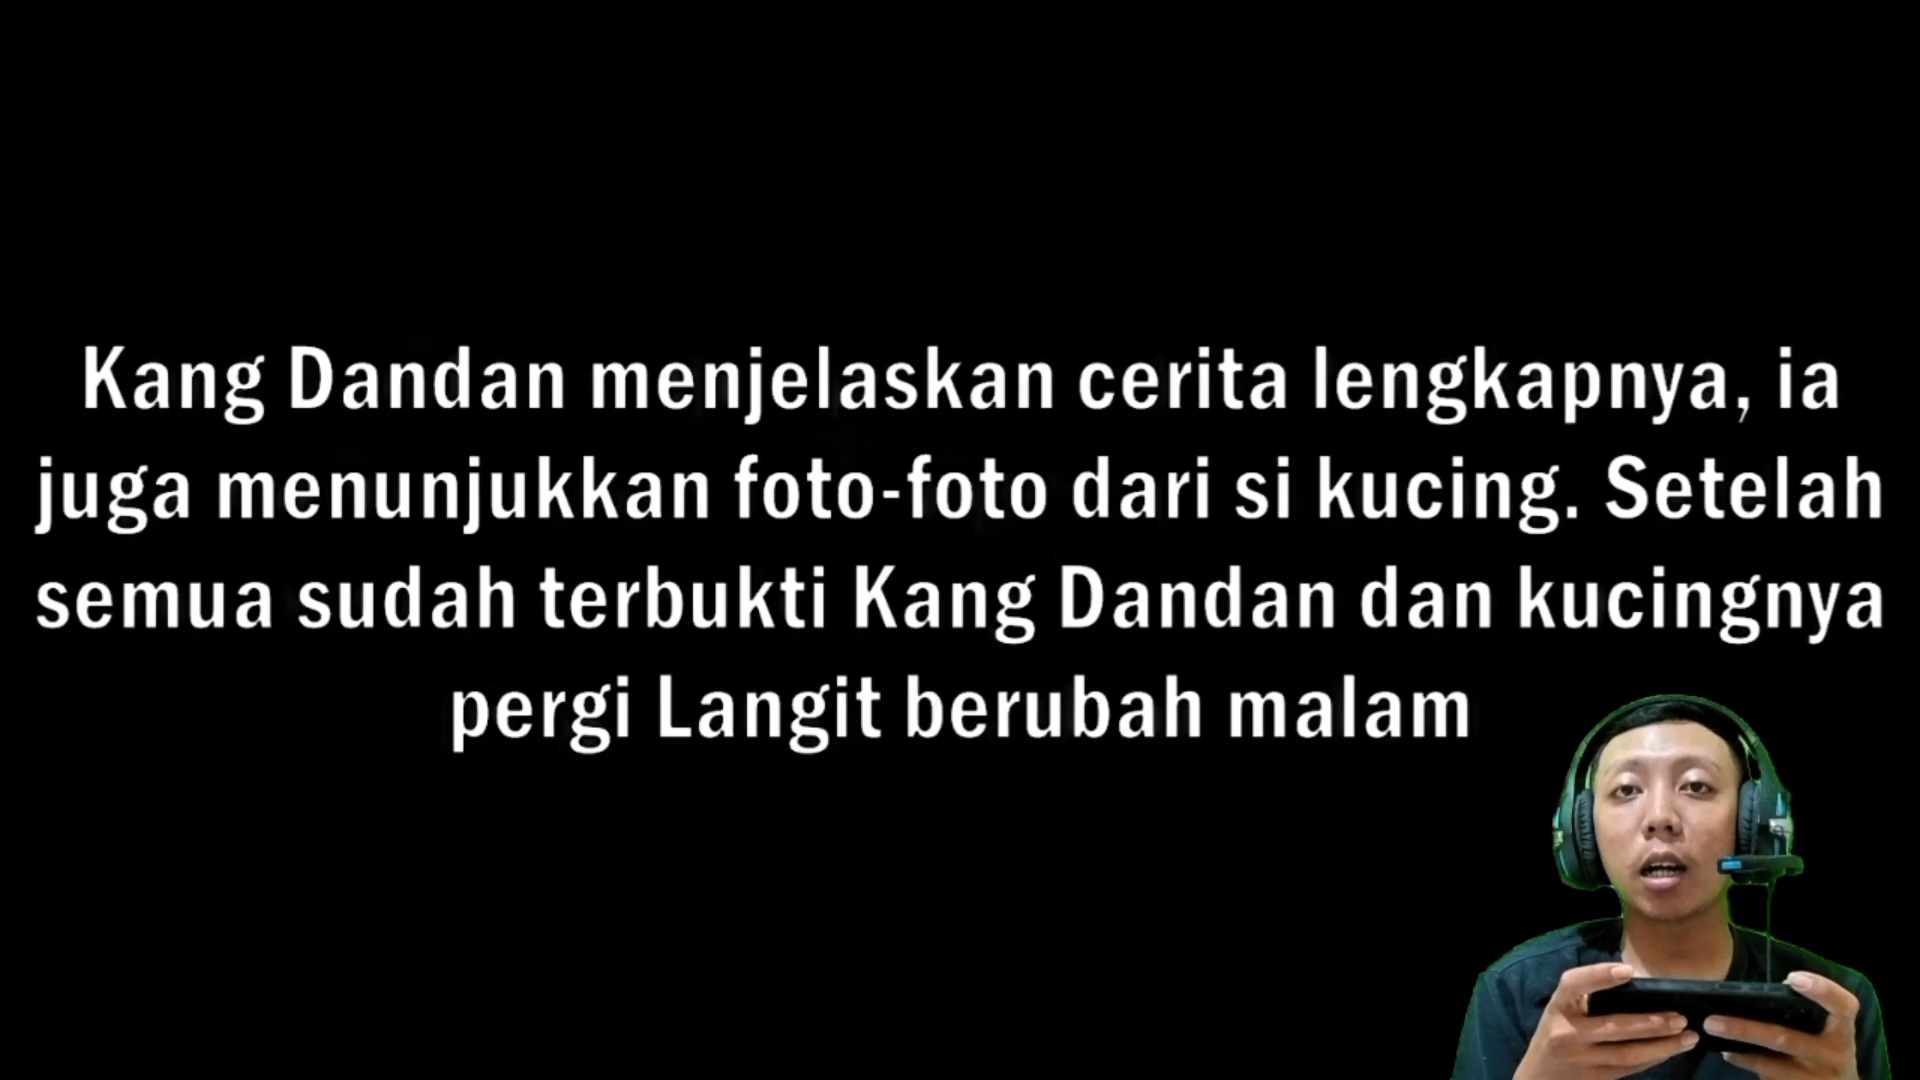 Kang Dandan menjelaskan cerita lengkapnya, ia
juga menunjukkan foto-foto dari si kucing. Setelah
semua sudah terbukti Kang Dandan dan kucingnya
pergi Langit berubah malam